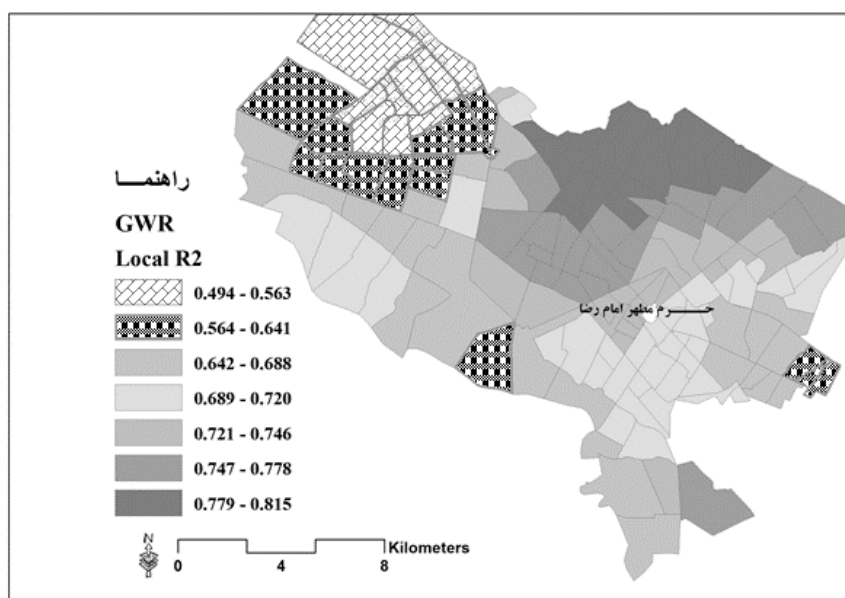 راهنمـــا
GWR
Local R2
0.494 - 0.563
0.564 - 0.641
0.642 - 0.688
0.689 - 0.720
0.721 - 0.746
0.747 - 0.778
0.779 - 0.815
حـــــرم مطهر امام رضا
N
Kilometers
0 4 8